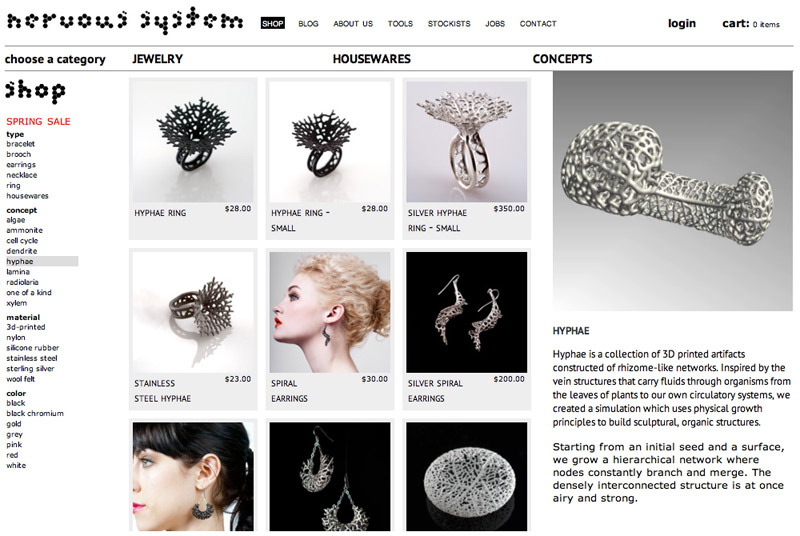 nervous system
SHOP BLOG ABOUT US TOOLS STOCKISTS JOBS CONTACT
login cart: 0 items
choose a category JEWELRY HOUSEWARES CONCEPTS
shop
SPRING SALE
type
bracelet
brooch
earrings
necklace
ring
housewares
concept
algae
ammonite
cell cycle
dendrite
hyphae
lamina
radiolaria
one of a kind
xylem
material
3d-printed
nylon
silicone rubber
stainless steel
sterling silver
wool felt
color
black
black chromium
gold
grey
pink
red
white
HYPHAE RING $28.00
HYPHAE RING – $28.00
SMALL
SILVER HYPHAE $350.00
RING – SMALL
STAINLESS $23.00
STEEL HYPHAE
SPIRAL $30.00
EARRINGS
SILVER SPIRAL $200.00
EARRINGS
HYPHAE
Hyphae is a collection of 3D printed artifacts
constructed of rhizome-like networks. Inspired by the
vein structures that carry fluids through organisms from
the leaves of plants to our own circulatory systems, we
created a simulation which uses physical growth
principles to build sculptural, organic structures.
Starting from an initial seed and a surface,
we grow a hierarchical network where
nodes constantly branch and merge. The
densely interconnected structure is at once
airy and strong.